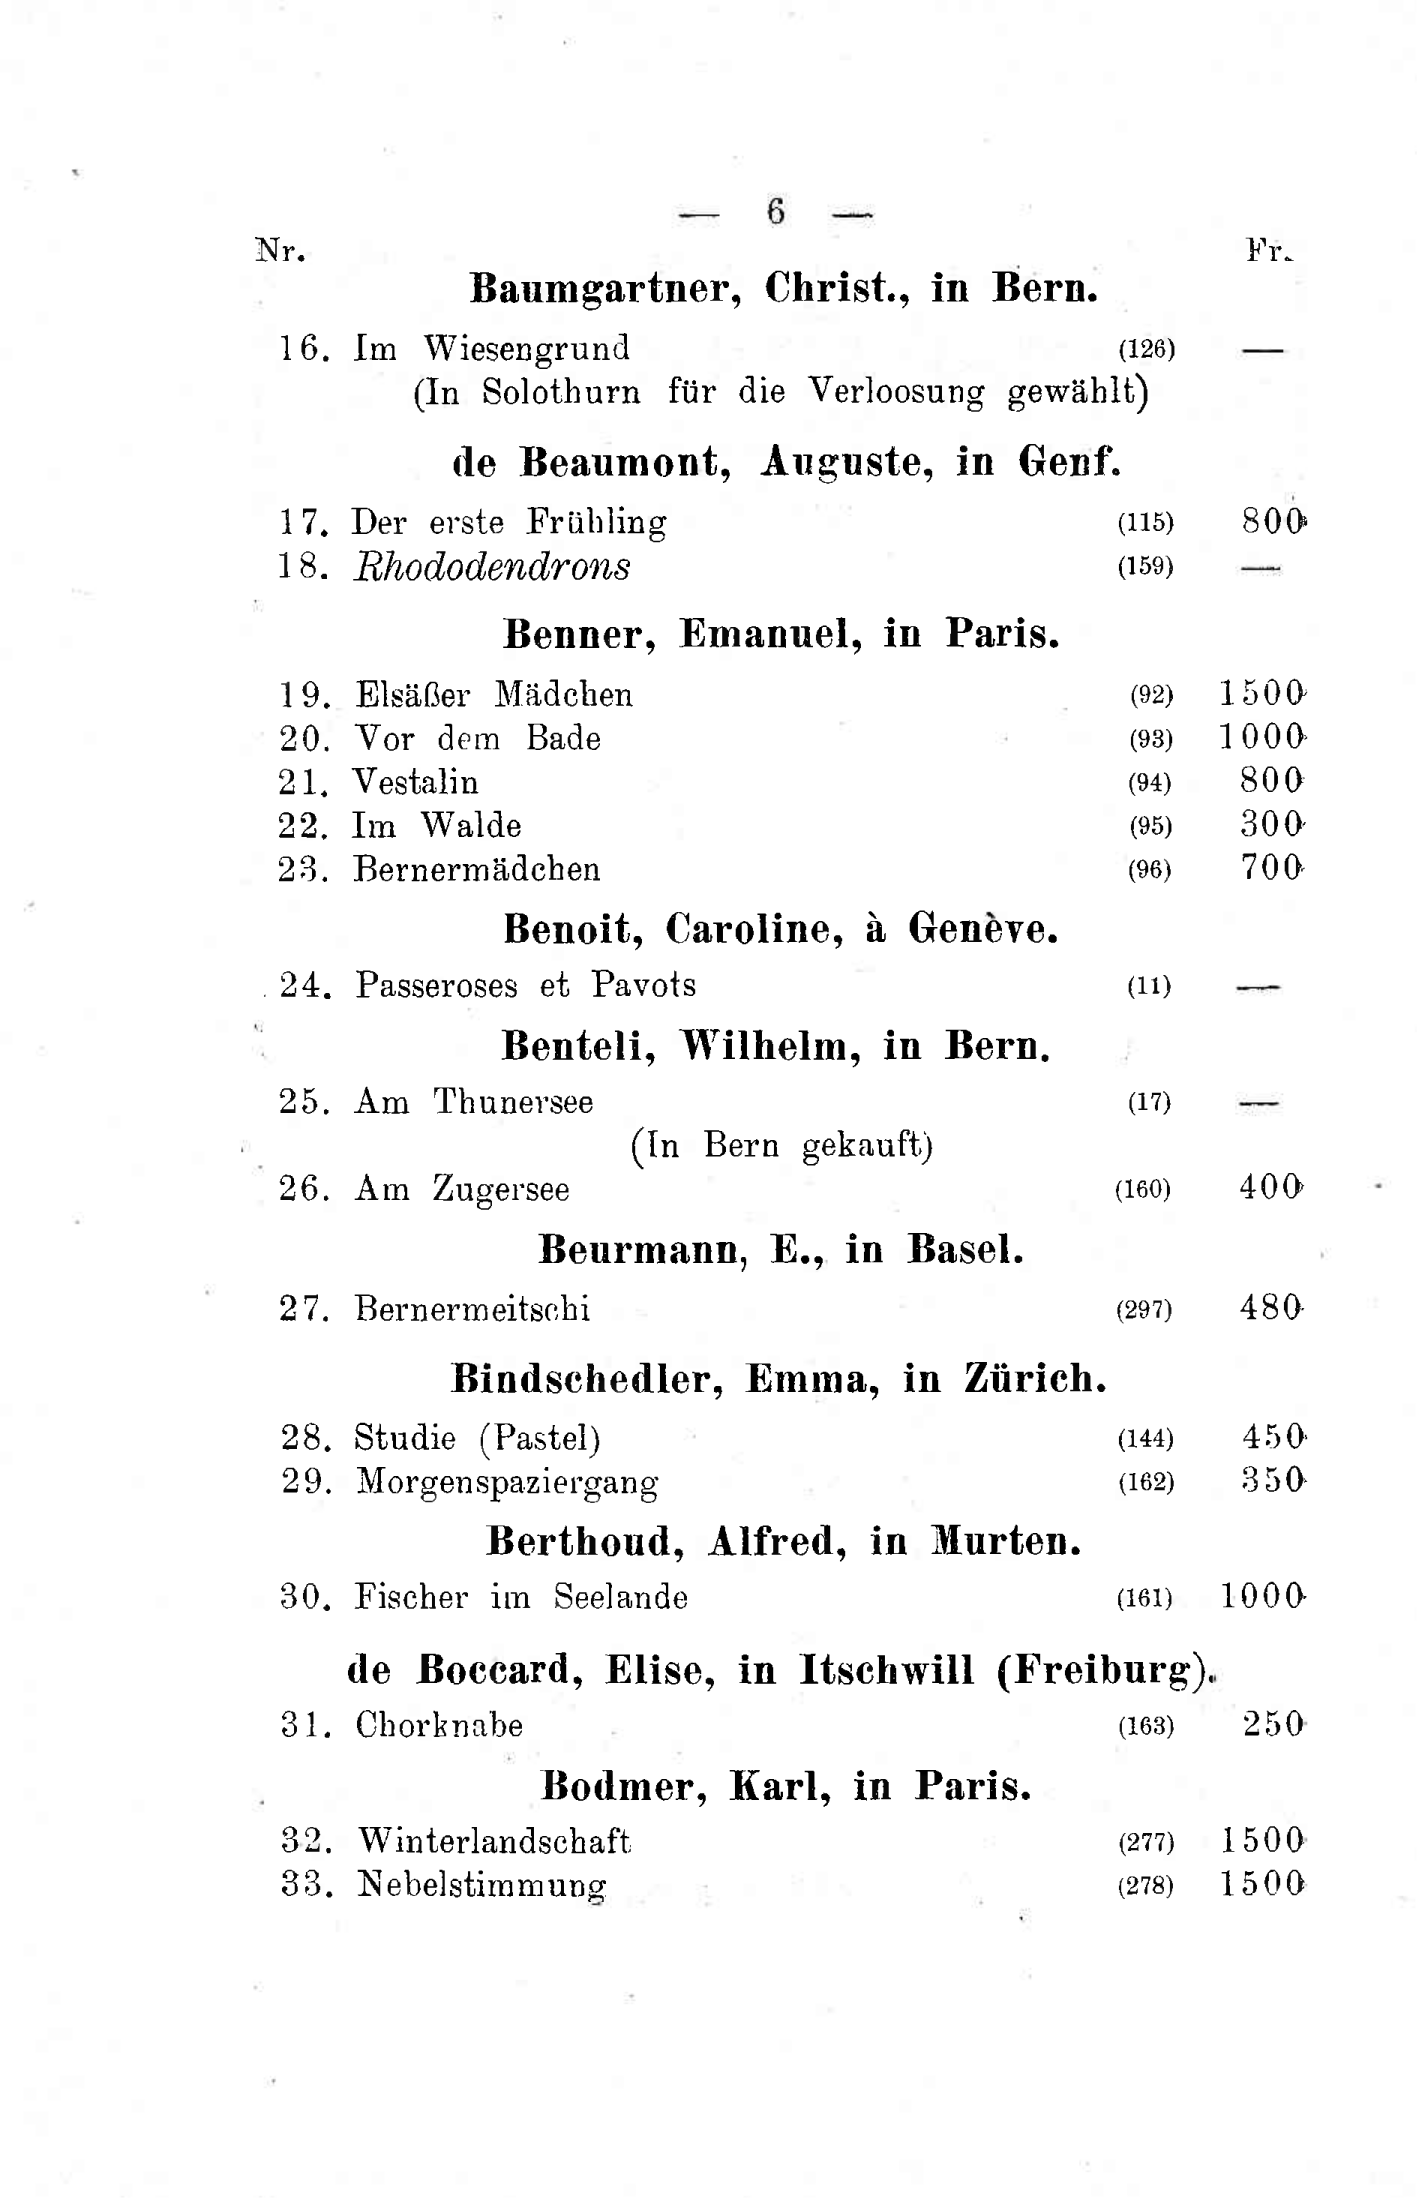 — 6 —
Nr. Fr.
Baumgartner, Christ., in Bern.
16. Im Wiesengrund (126) —
(In Solothurn für die Verloosung gewählt)
de Beaumont, Auguste, in Genf.
17. Der erste Frühling (115) 800
18. Rhododendrons (159) —
Benner, Emanuel, in Paris.
19. Elsäßer Mädchen (92) 1500
20. Vor dem Bade (93) 1000
21. Vestalin (94) 800
22. Im Walde (95) 300
23. Bernermädchen (96) 700
Benoit, Caroline, à Genève.
24. Passeroses et Pavots (11) —
Benteli, Wilhelm, in Bern.
25. Am Thunersee (17) —
(In Bern gekauft)
26. Am Zugersee (160) 400
Beurmann, E., in Basel.
27. Bernermeitschi (297) 480
Bindschedler, Emma, in Zürich.
28. Studie (Pastel) (144) 450
29. Morgenspaziergang (162) 350
Berthoud, Alfred, in Murten.
30. Fischer im Seelande (161) 1000
de Boccard, Elise, in Itschwill (Freiburg).
31. Chorknabe (163) 250
Bodmer, Karl, in Paris.
32. Winterlandschaft (277) 1500
33. Nebelstimmung (278) 1500